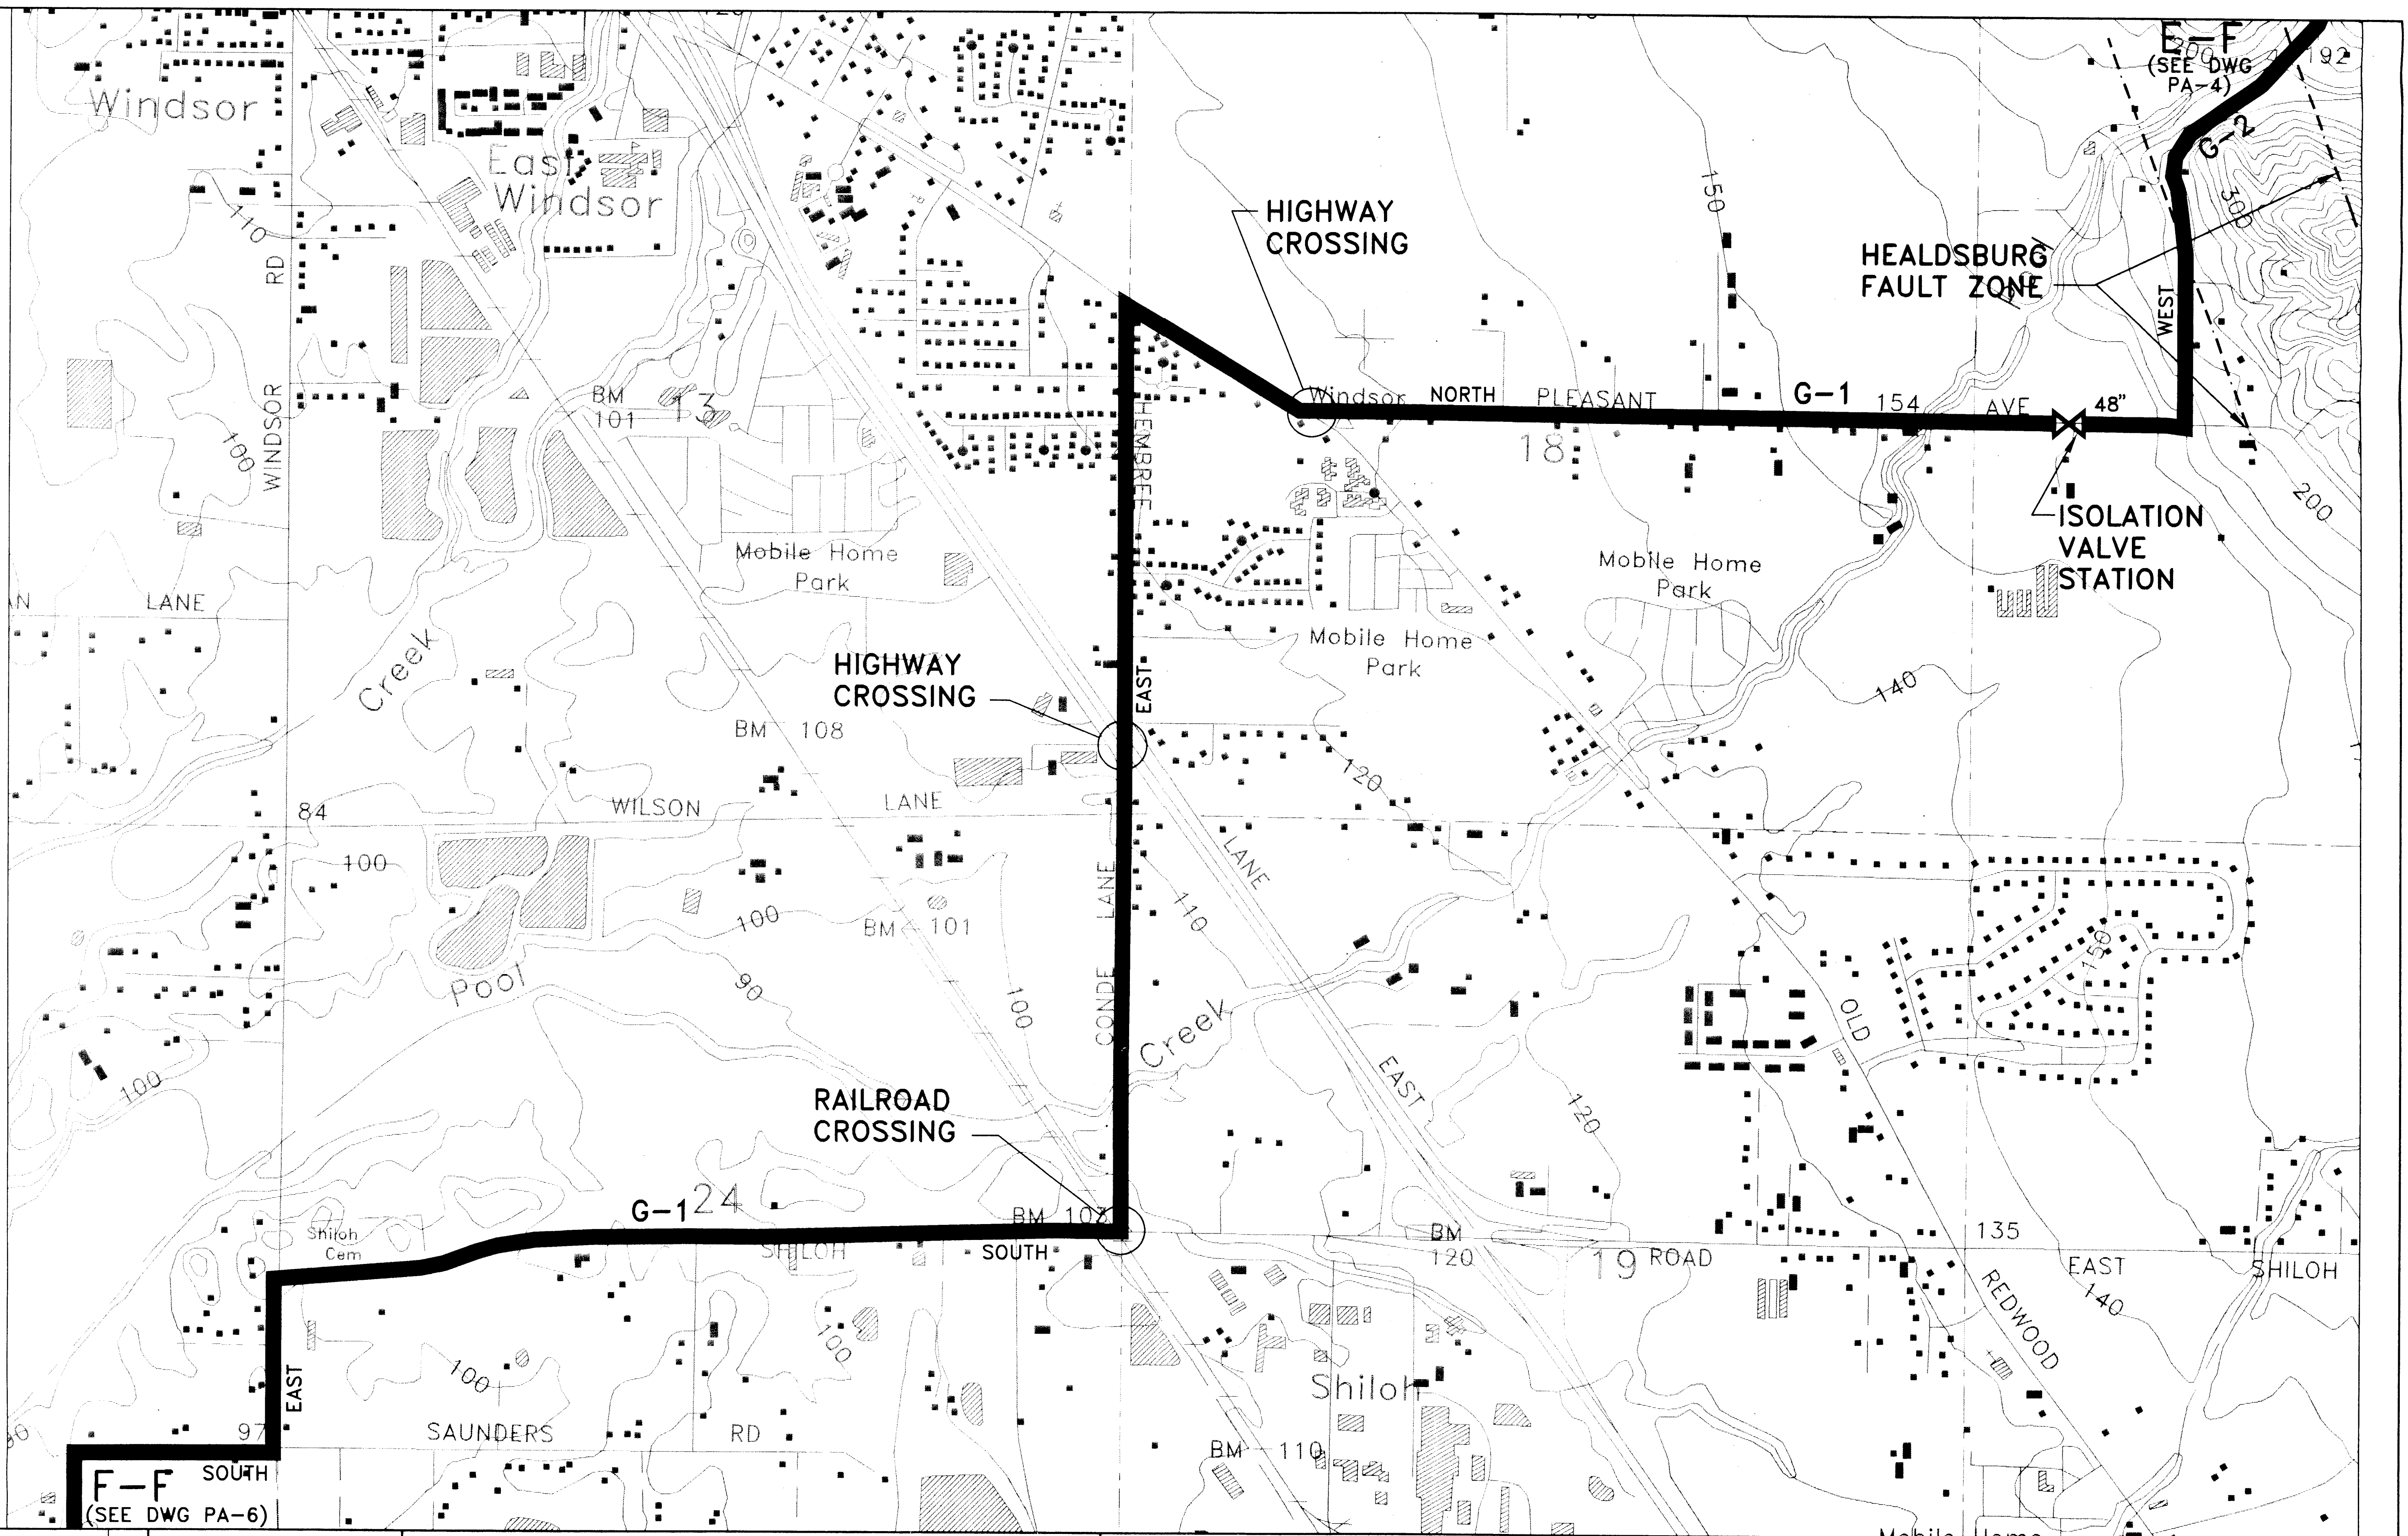 E-F
200
192
(SEE DWG
PA-4)
Windsor
G-2
East
Windsor
150
110
HIGHWAY
CROSSING
300
HEALDSBURG
FAULT ZONE
RD
WEST
WINDSOR
BM
101
13
HEMBREE
Windsor
NORTH
PLEASANT
G-1
154
AVE
48"
100
18
200
ISOLATION
VALVE
STATION
Mobile Home
Park
Mobile Home
Park
LANE
Mobile Home
Park
Creek
HIGHWAY
CROSSING
EAST
140
BM 108
120
WILSON
LANE
84
100
LANE
CONDE LANE
100
BM 101
110
150
Pool
90
100
OLD
Creek
100
EAST
RAILROAD
CROSSING
120
G-1
24
Shiloh
Cem
BM
SHILOH
SOUTH
BM
120
19
ROAD
135
EAST
SHILOH
REDWOOD
140
100
100
EAST
Shiloh
97
SAUNDERS
RD
BM 110
F-F
SOUTH
(SEE DWG PA-6)